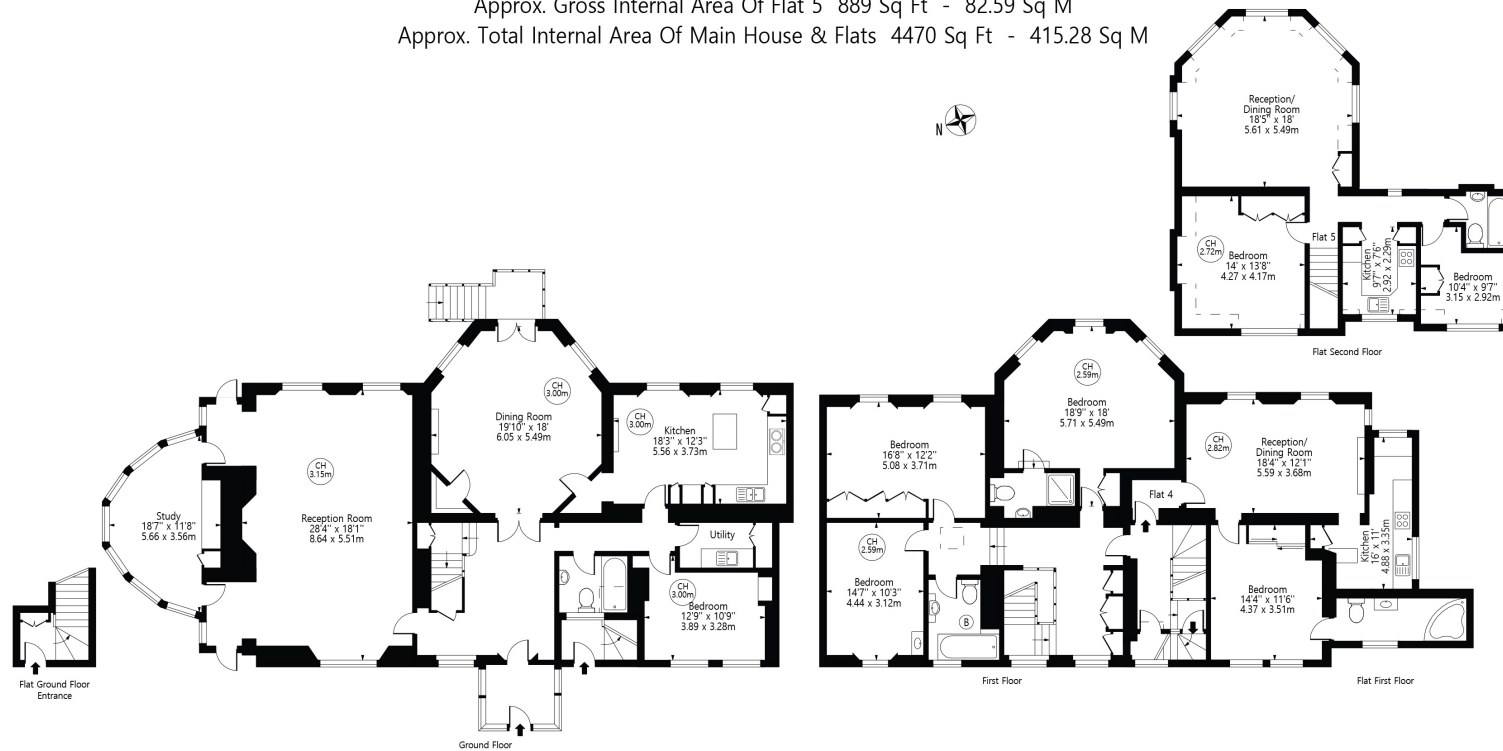 Approx. Gross Internal Area Of Flat 5 889 Sq Ft - 82.59 Sq M
Approx. Total Internal Area Of Main House & Flats 4470 Sq Ft - 415.28 Sq M
N
Reception/
Dining Room
18'5" x 18'
5.61 x 5.49m
CH
2.72m
Bedroom
14' x 13'8"
4.27 x 4.17m
Flat 5
Kitchen
9'7" x 7'6"
2.92 x 2.29m
Bedroom
10'4" x 9'7"
3.15 x 2.92m
Flat Second Floor
Flat Ground Floor
Entrance
Study
18'7" x 11'8"
5.66 x 3.56m
CH
3.15m
Reception Room
28'4" x 18'1"
8.64 x 5.51m
CH
3.00m
Dining Room
19'10" x 18'
6.05 x 5.49m
CH
3.00m
Kitchen
18'3" x 12'3"
5.56 x 3.73m
Utility
CH
3.00m
Bedroom
12'9" x 10'9"
3.89 x 3.28m
Ground Floor
Bedroom
16'8" x 12'2"
5.08 x 3.71m
CH
2.59m
Bedroom
18'9" x 18'
5.71 x 5.49m
CH
2.59m
Bedroom
14'7" x 10'3"
4.44 x 3.12m
B
First Floor
Flat 4
CH
2.82m
Reception/
Dining Room
18'4" x 12'1"
5.59 x 3.68m
Kitchen
16' x 11'
4.88 x 3.35m
Bedroom
14'4" x 11'6"
4.37 x 3.51m
Flat First Floor